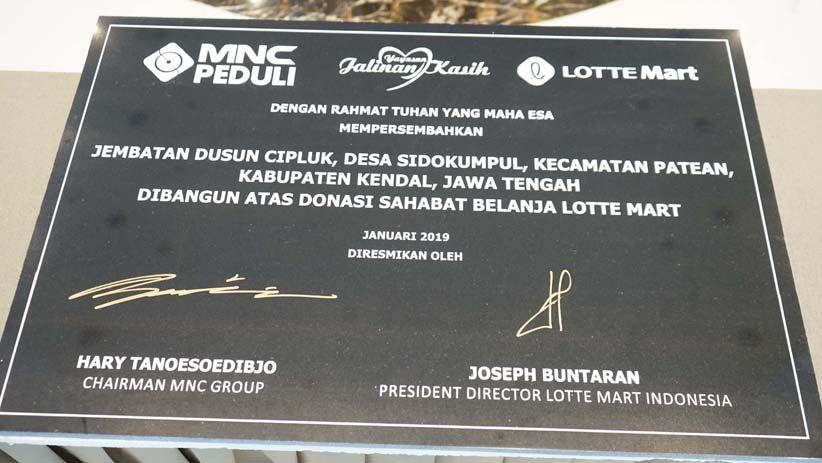 MNC PEDULI
Yayasan Jalinan Kasih
LOTTE Mart
DENGAN RAHMAT TUHAN YANG MAHA ESA
MEMPERSEMBAHKAN
JEMBATAN DUSUN CIPLUK, DESA SIDOKUMPUL, KECAMATAN PATEAN,
KABUPATEN KENDAL, JAWA TENGAH
DIBANGUN ATAS DONASI SAHABAT BELANJA LOTTE MART
JANUARI 2019
DIRESMIKAN OLEH
HARY TANOESOEDIBJO
CHAIRMAN MNC GROUP
JOSEPH BUNTARAN
PRESIDENT DIRECTOR LOTTE MART INDONESIA